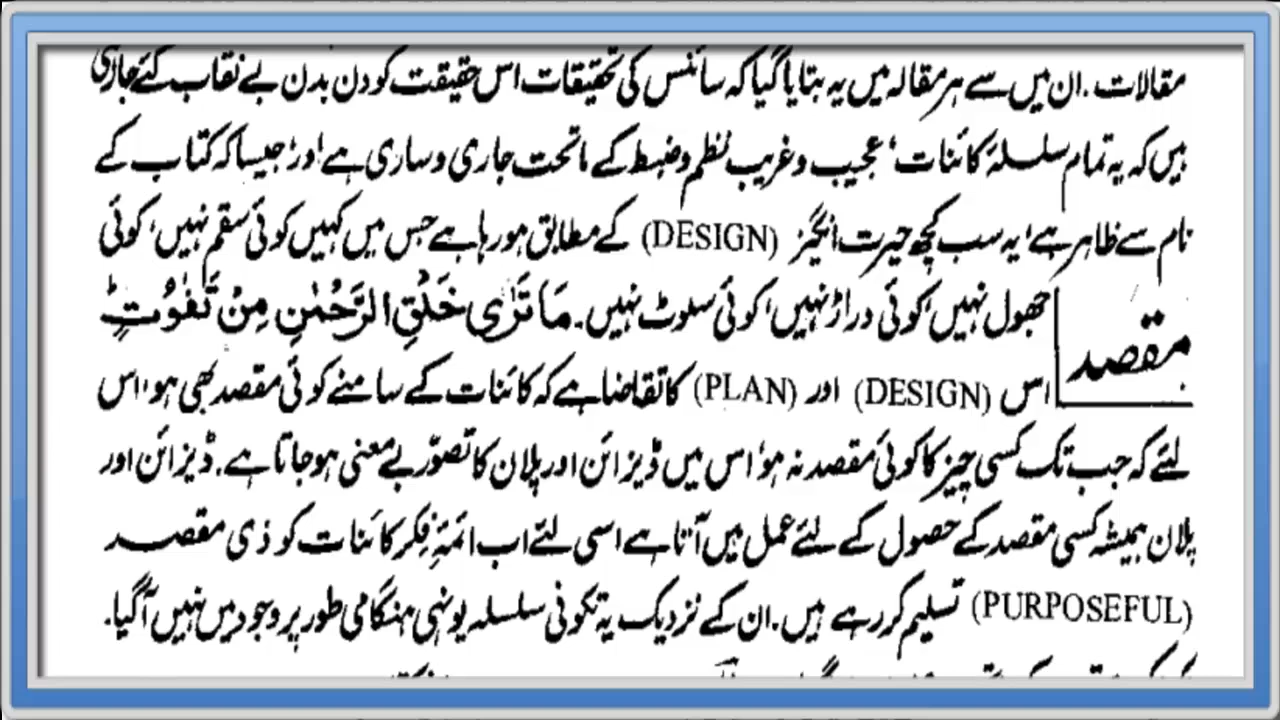 مقالات۔ ان میں سے ہر مقالہ میں یہ بتایا گیا کہ سائنس کی تحقیقات اس حقیقت کو دن بدن بے نقاب کئے جا رہی
ہیں کہ یہ تمام سلسلۂ کائنات، عجیب و غریب نظم و ضبط کے ماتحت جاری و ساری ہے، اور، جیسا کہ کتاب کے
نام سے ظاہر ہے، یہ سب کچھ حیرت انگیز (DESIGN) کے مطابق ہو رہا ہے جس میں کہیں کوئی سقم نہیں، کوئی
جھول نہیں، کوئی دراڑ نہیں، کوئی سلوٹ نہیں۔ مَا تَرٰى فِیْ خَلْقِ الرَّحْمٰنِ مِنْ تَفٰوُتٍ ؕ
مقصد
اس (DESIGN) اور (PLAN) کا تقاضا ہے کہ کائنات کے سامنے کوئی مقصد بھی ہو، اس
لئے کہ جب تک کسی چیز کا کوئی مقصد نہ ہو، اس میں ڈیزائن اور پلان کا تصوّر بے معنی ہو جاتا ہے۔ ڈیزائن اور
پلان ہمیشہ کسی مقصد کے حصول کے لئے عمل میں آتا ہے اسی لئے اب ائمۂ فکر کائنات کو ذی مقصد
(PURPOSEFUL) تسلیم کر رہے ہیں۔ ان کے نزدیک یہ تکوینی سلسلہ یونہی ہنگامی طور پر وجود میں نہیں آ گیا۔